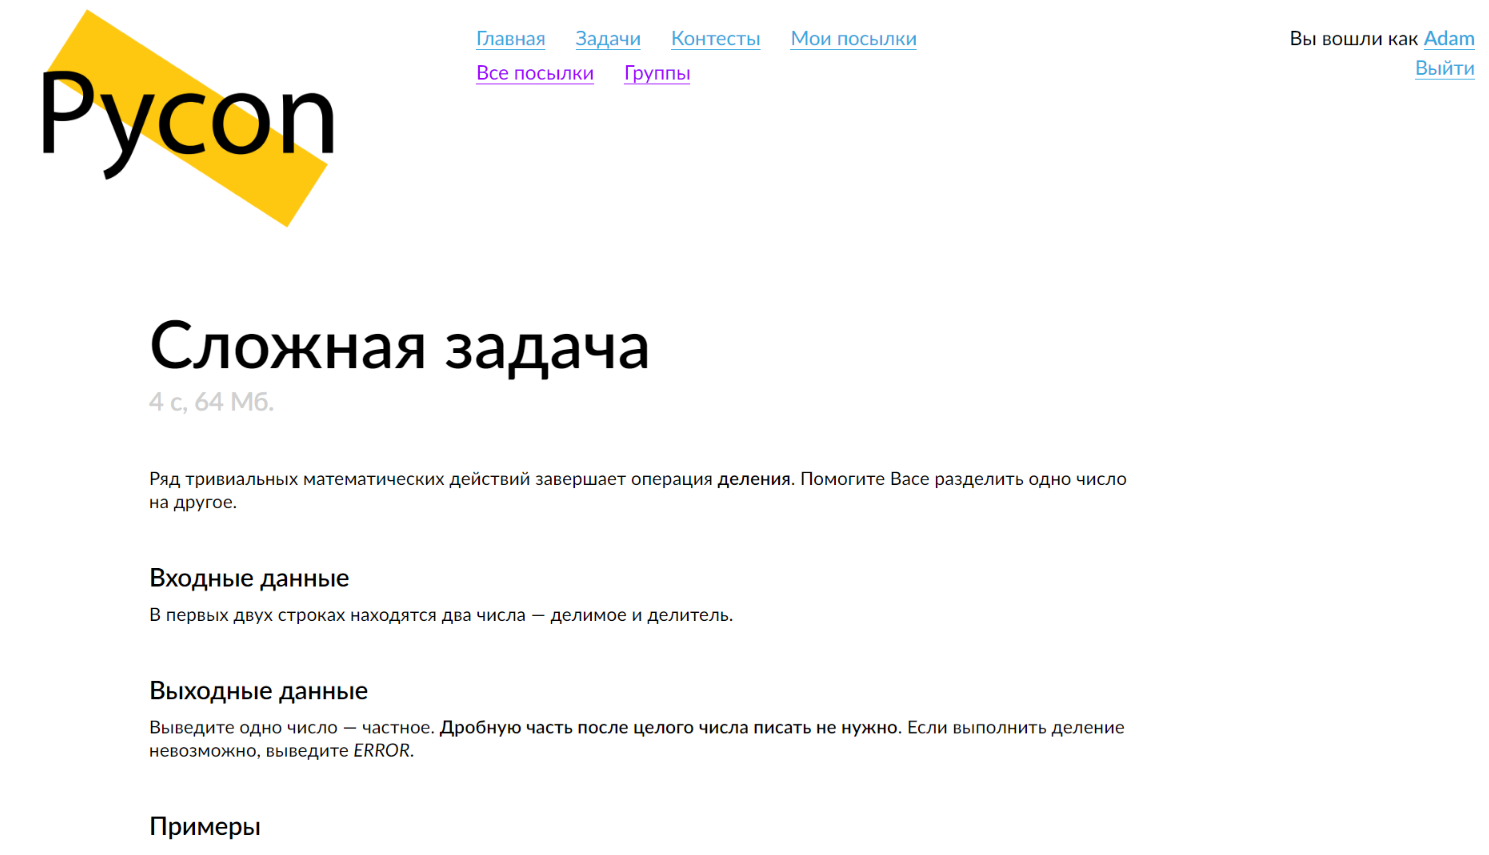 Pycon
Главная Задачи Контесты Мои посылки
Все посылки Группы
Вы вошли как Adam
Выйти
Сложная задача
4 с, 64 Мб.
Ряд тривиальных математических действий завершает операция деления. Помогите Васе разделить одно число
на другое.
Входные данные
В первых двух строках находятся два числа — делимое и делитель.
Выходные данные
Выведите одно число — частное. Дробную часть после целого числа писать не нужно. Если выполнить деление
невозможно, выведите ERROR.
Примеры